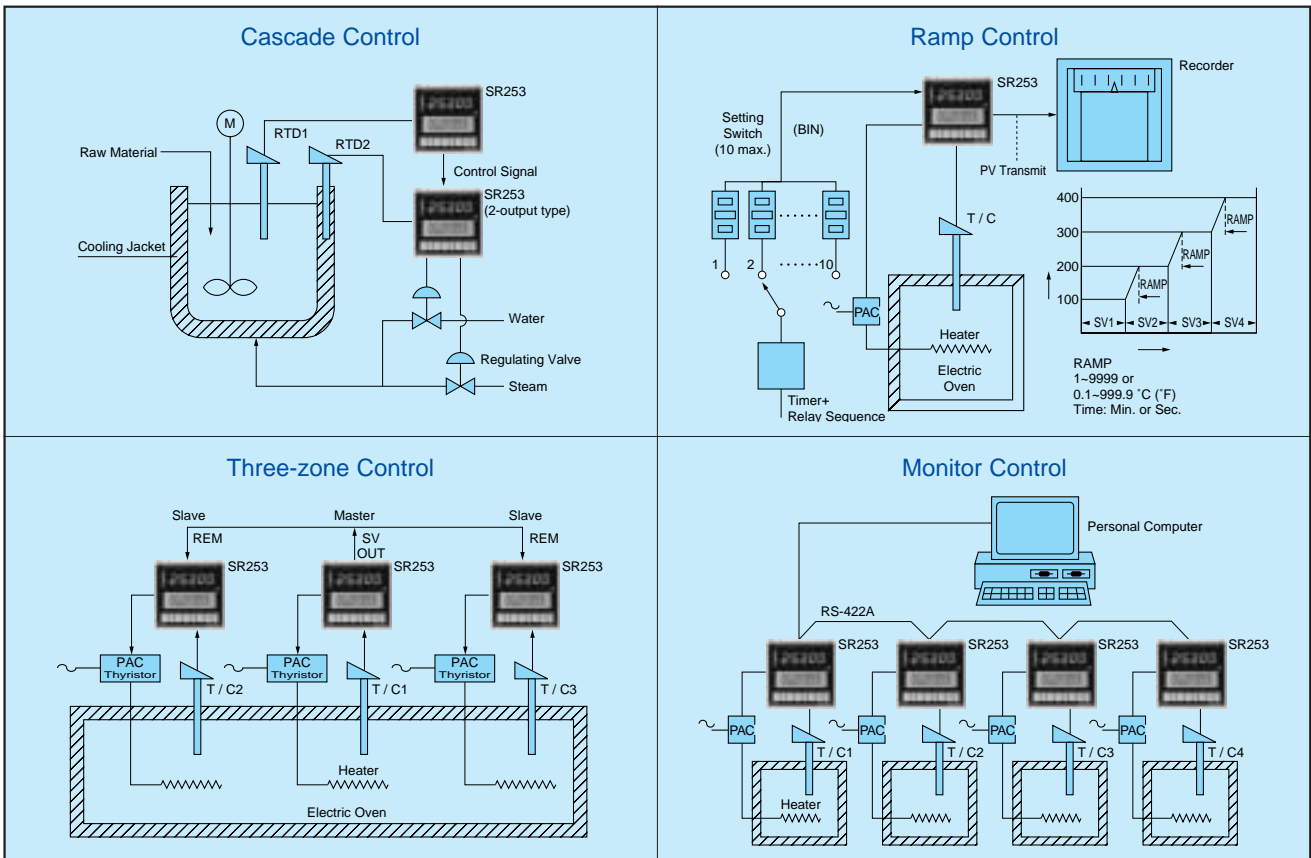 Cascade Control
M
SR253
RTD1
RTD2
Raw Material
Control Signal
SR253
(2-output type)
Cooling Jacket
Water
Regulating Valve
Steam
Ramp Control
Recorder
SR253
Setting
Switch
(10 max.)
(BIN)
PV Transmit
T / C
1
2
10
PAC
Heater
Electric
Oven
Timer+
Relay Sequence
400
300
200
100
RAMP
RAMP
RAMP
SV1
SV2
SV3
SV4
RAMP
1~9999 or
0.1~999.9 °C (°F)
Time: Min. or Sec.
Three-zone Control
Slave
Master
Slave
REM
SV
OUT
REM
SR253
SR253
SR253
PAC
Thyristor
PAC
Thyristor
PAC
Thyristor
T / C2
T / C1
T / C3
Heater
Electric Oven
Monitor Control
Personal Computer
RS-422A
SR253
SR253
SR253
SR253
PAC
PAC
PAC
PAC
T / C1
T / C2
T / C3
T / C4
Heater